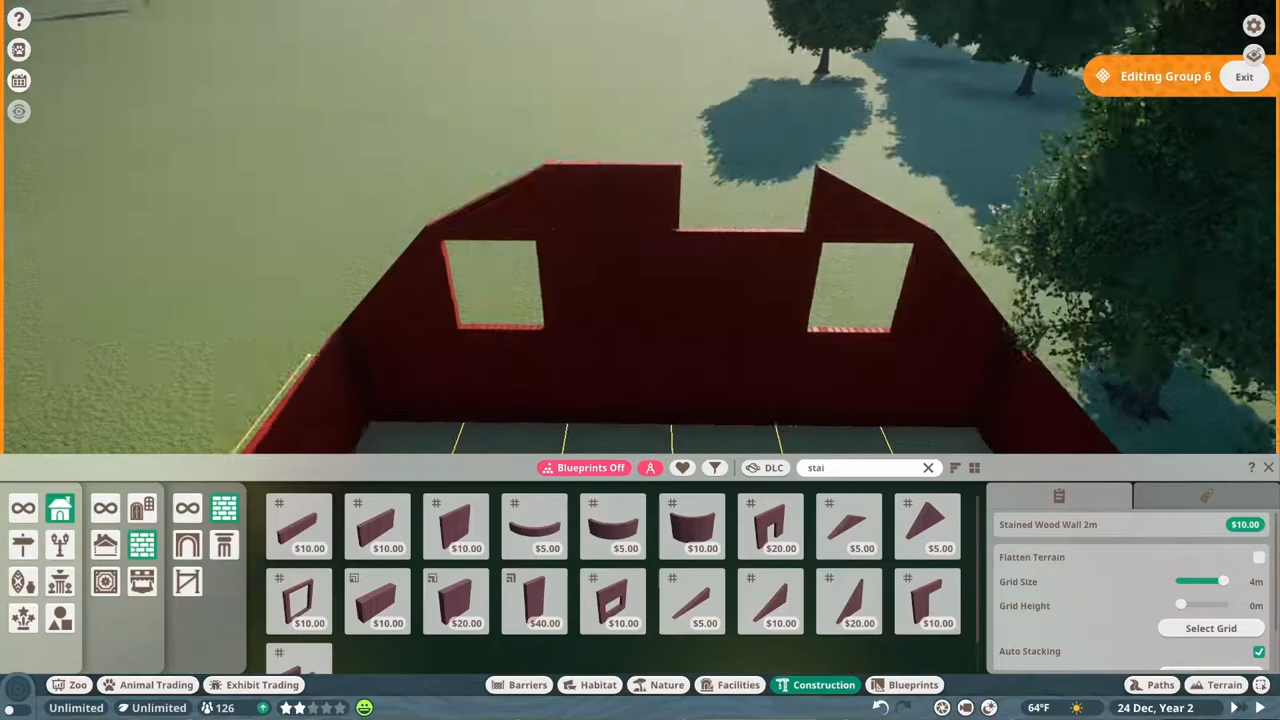 ?
Editing Group 6
Exit
Blueprints Off
DLC
stai
?
$10.00
$10.00
$10.00
$5.00
$5.00
$10.00
$20.00
$5.00
$5.00
$10.00
$10.00
$20.00
$40.00
$10.00
$5.00
$10.00
$20.00
$10.00
Stained Wood Wall 2m
$10.00
Flatten Terrain
Grid Size
4m
Grid Height
0m
Select Grid
Auto Stacking
Zoo
Animal Trading
Exhibit Trading
Barriers
Habitat
Nature
Facilities
Construction
Blueprints
Paths
Terrain
Unlimited
Unlimited
126
64°F
24 Dec, Year 2